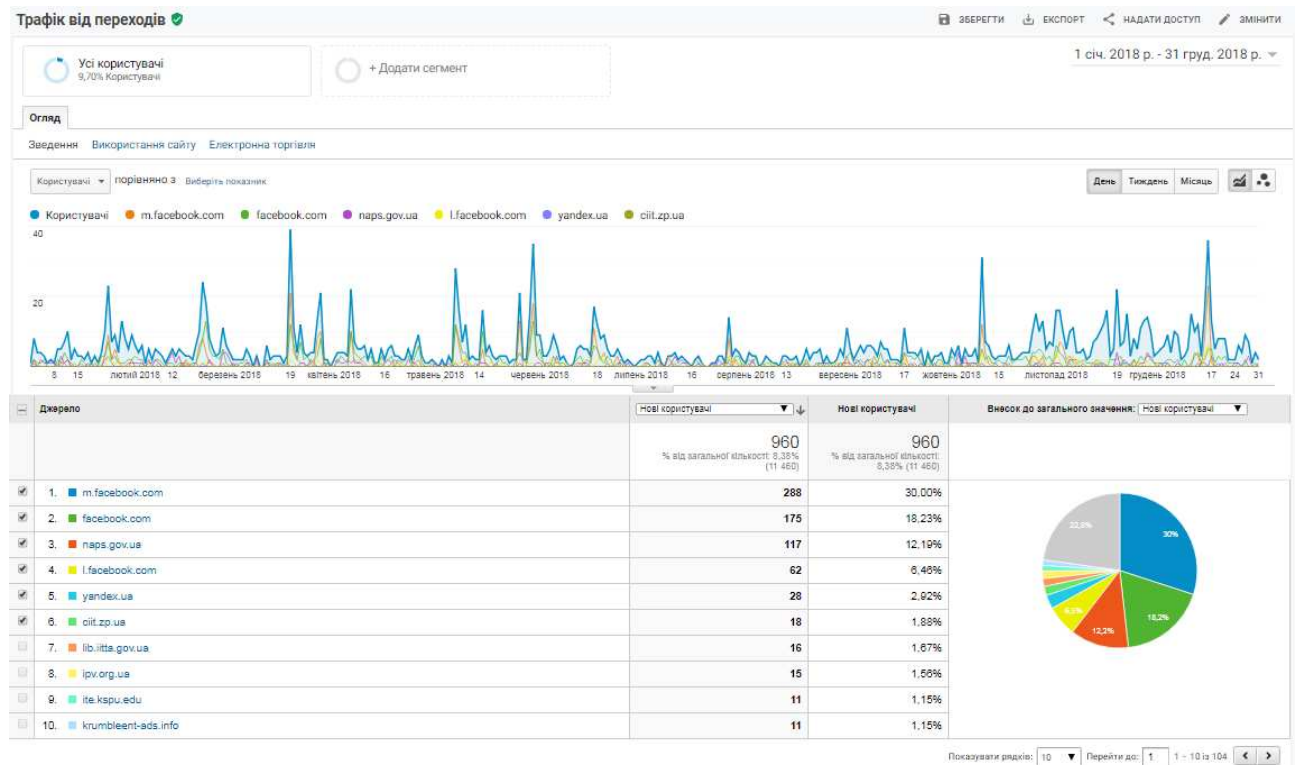 Трафік від переходів
ЗБЕРЕГТИ ЕКСПОРТ НАДАТИ ДОСТУП ЗМІНИТИ
Усі користувачі
9,70% Користувачі
+ Додати сегмент
1 січ. 2018 р. - 31 груд. 2018 р.
Огляд
Зведення Використання сайту Електронна торгівля
Користувачі порівняно з Виберіть показник
День Тиждень Місяць
Користувачі m.facebook.com facebook.com naps.gov.ua l.facebook.com yandex.ua ciit.zp.ua
40
20
8 15 лютий 2018 12 березень 2018 19 квітень 2018 16 травень 2018 14 червень 2018 18 липень 2018 16 серпень 2018 13 вересень 2018 17 жовтень 2018 15 листопад 2018 19 грудень 2018 17 24 31
Джерело Нові користувачі Нові користувачі Внесок до загального значення: Нові користувачі
960 960
% від загальної кількості: 8,38% % від загальної кількості:
(11 460) 8,38% (11 460)
1. m.facebook.com 288 30,00%
2. facebook.com 175 18,23%
3. naps.gov.ua 117 12,19%
4. l.facebook.com 62 6,46%
5. yandex.ua 28 2,92%
6. ciit.zp.ua 18 1,88%
7. lib.iitta.gov.ua 16 1,67%
8. ipv.org.ua 15 1,56%
9. ite.kspu.edu 11 1,15%
10. krumbleent-ads.info 11 1,15%
22,8%
30%
18,2%
12,2%
Показувати рядків: 10 Перейти до: 1 1 - 10 із 104